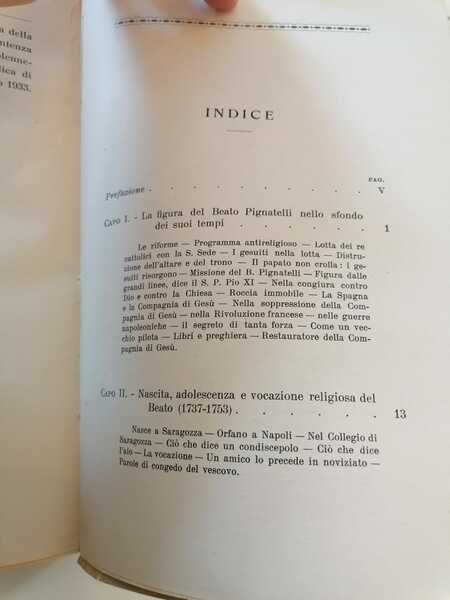 a della
ntenza
olenne-
lica di
o 1933.
INDICE
PAG.
Prefazione . . . . . . . . . . V
CAPO I. - La figura del Beato Pignatelli nello sfondo
dei suoi tempi . . . . . . . 1
Le riforme — Programma antireligioso — Lotta dei re
cattolici con la S. Sede — I gesuiti nella lotta — Distru-
zione dell'altare e del trono — Il papato non crolla: i ge-
suiti risorgono — Missione del B. Pignatelli — Figura dalle
grandi linee, dice il S. P. Pio XI — Nella congiura contro
Dio e contro la Chiesa — Roccia immobile — La Spagna
e la Compagnia di Gesù — Nella soppressione della Com-
pagnia di Gesù — nella Rivoluzione francese — nelle guerre
napoleoniche — il segreto di tanta forza — Come un vec-
chio pilota — Libri e preghiera — Restauratore della Com-
pagnia di Gesù.
CAPO II. - Nascita, adolescenza e vocazione religiosa del
Beato (1737-1753) . . . . . . 13
Nasce a Saragozza — Orfano a Napoli — Nel Collegio di
Saragozza — Ciò che dice un condiscepolo — Ciò che dice
l'aio — La vocazione — Un amico lo precede in noviziato —
Parole di congedo del vescovo.